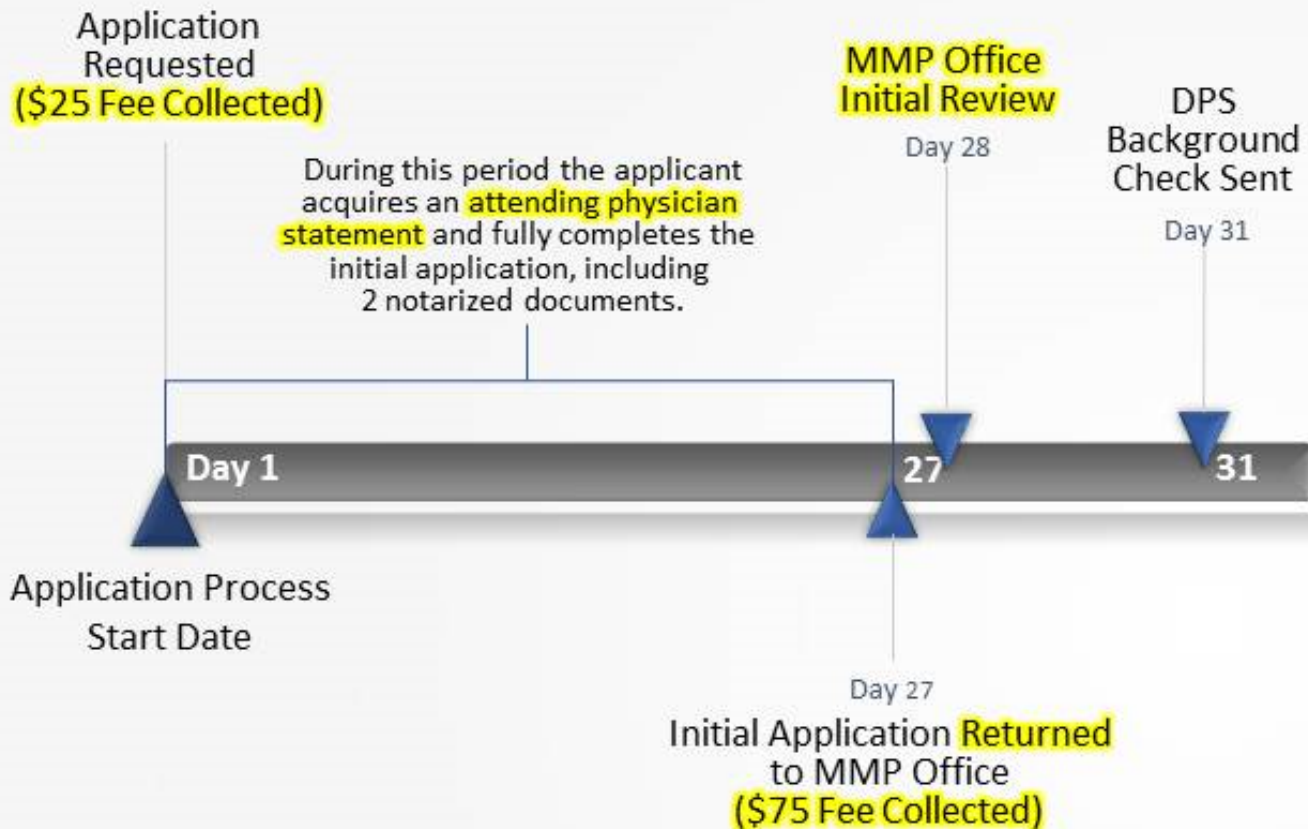 Application
Requested
($25 Fee Collected)
MMP Office
Initial Review
Day 28
DPS
Background
Check Sent
Day 31
During this period the applicant
acquires an attending physician
statement and fully completes the
initial application, including
2 notarized documents.
Day 1
27
31
Application Process
Start Date
Day 27
Initial Application Returned
to MMP Office
($75 Fee Collected)